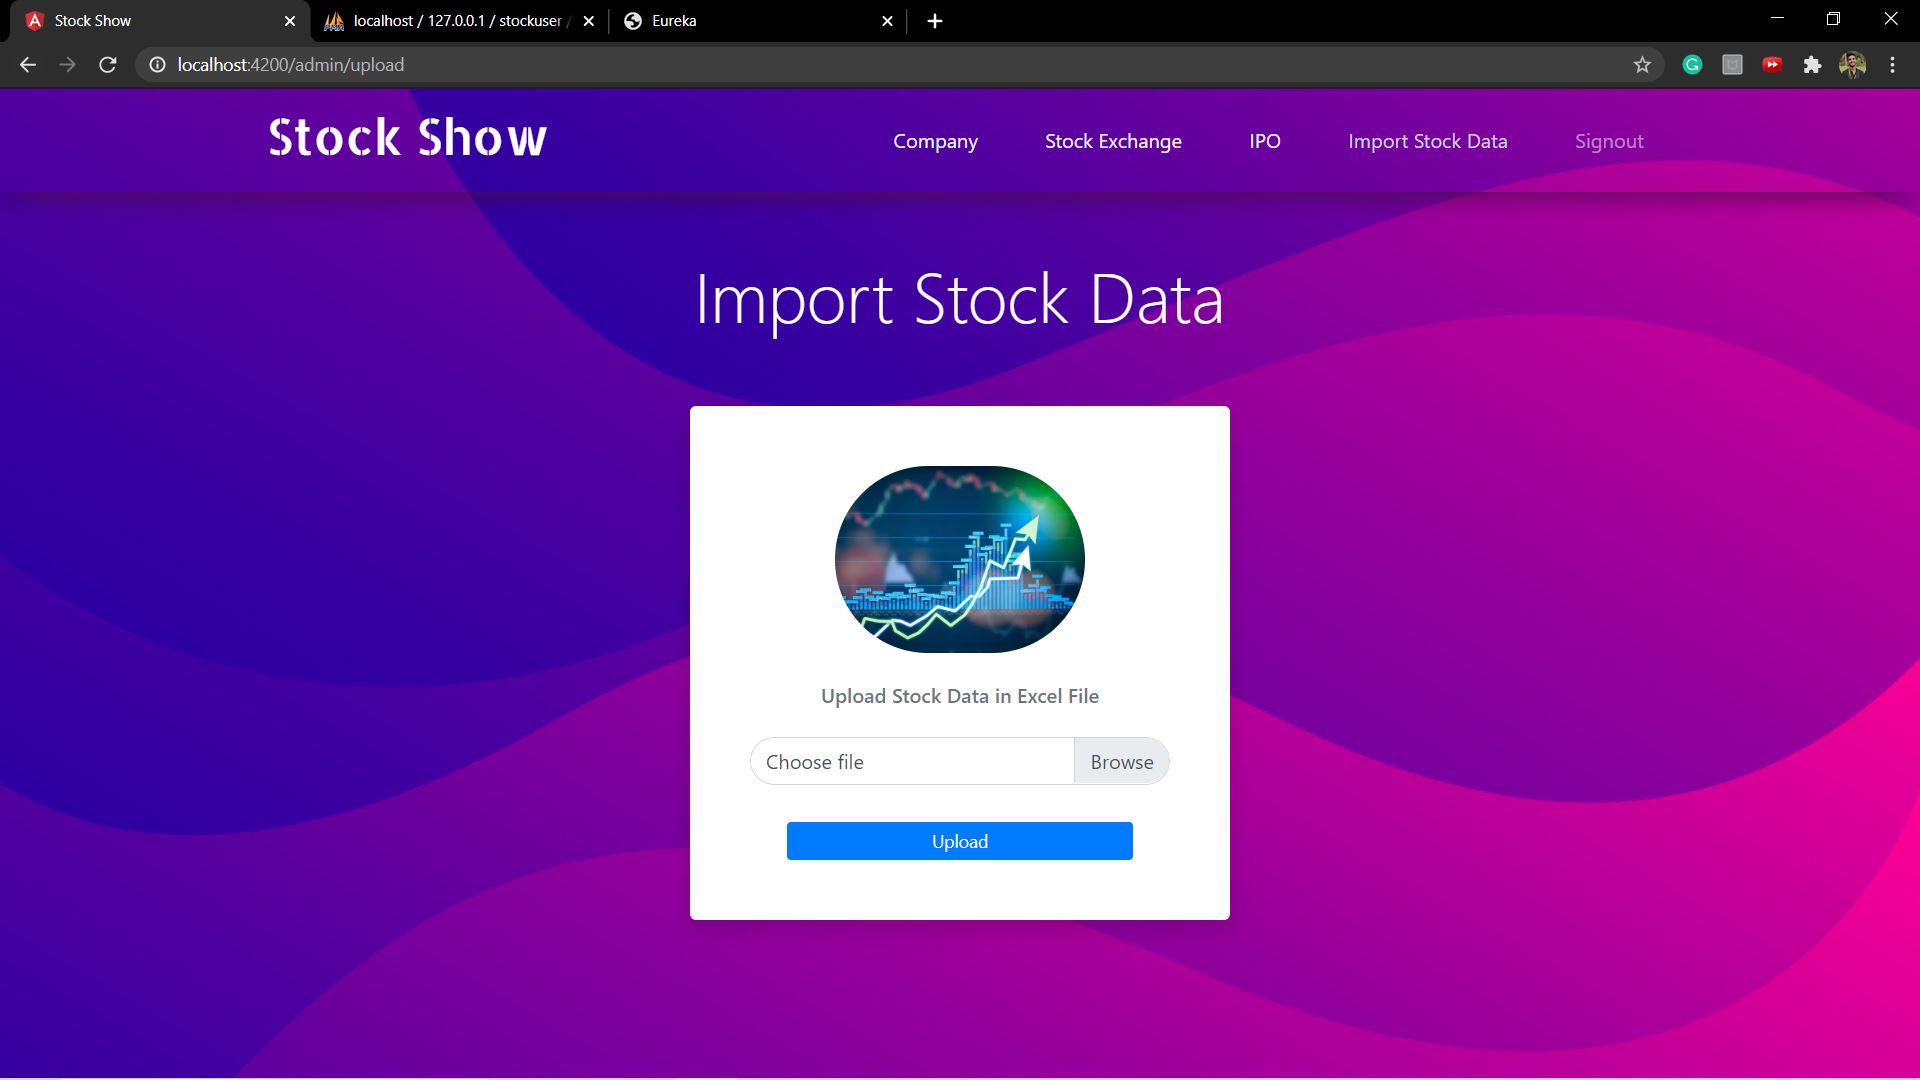 Stock Show
localhost / 127.0.0.1 / stockuser /
Eureka
localhost:4200/admin/upload
Stock Show
Company
Stock Exchange
IPO
Import Stock Data
Signout
Import Stock Data
Upload Stock Data in Excel File
Choose file
Browse
Upload